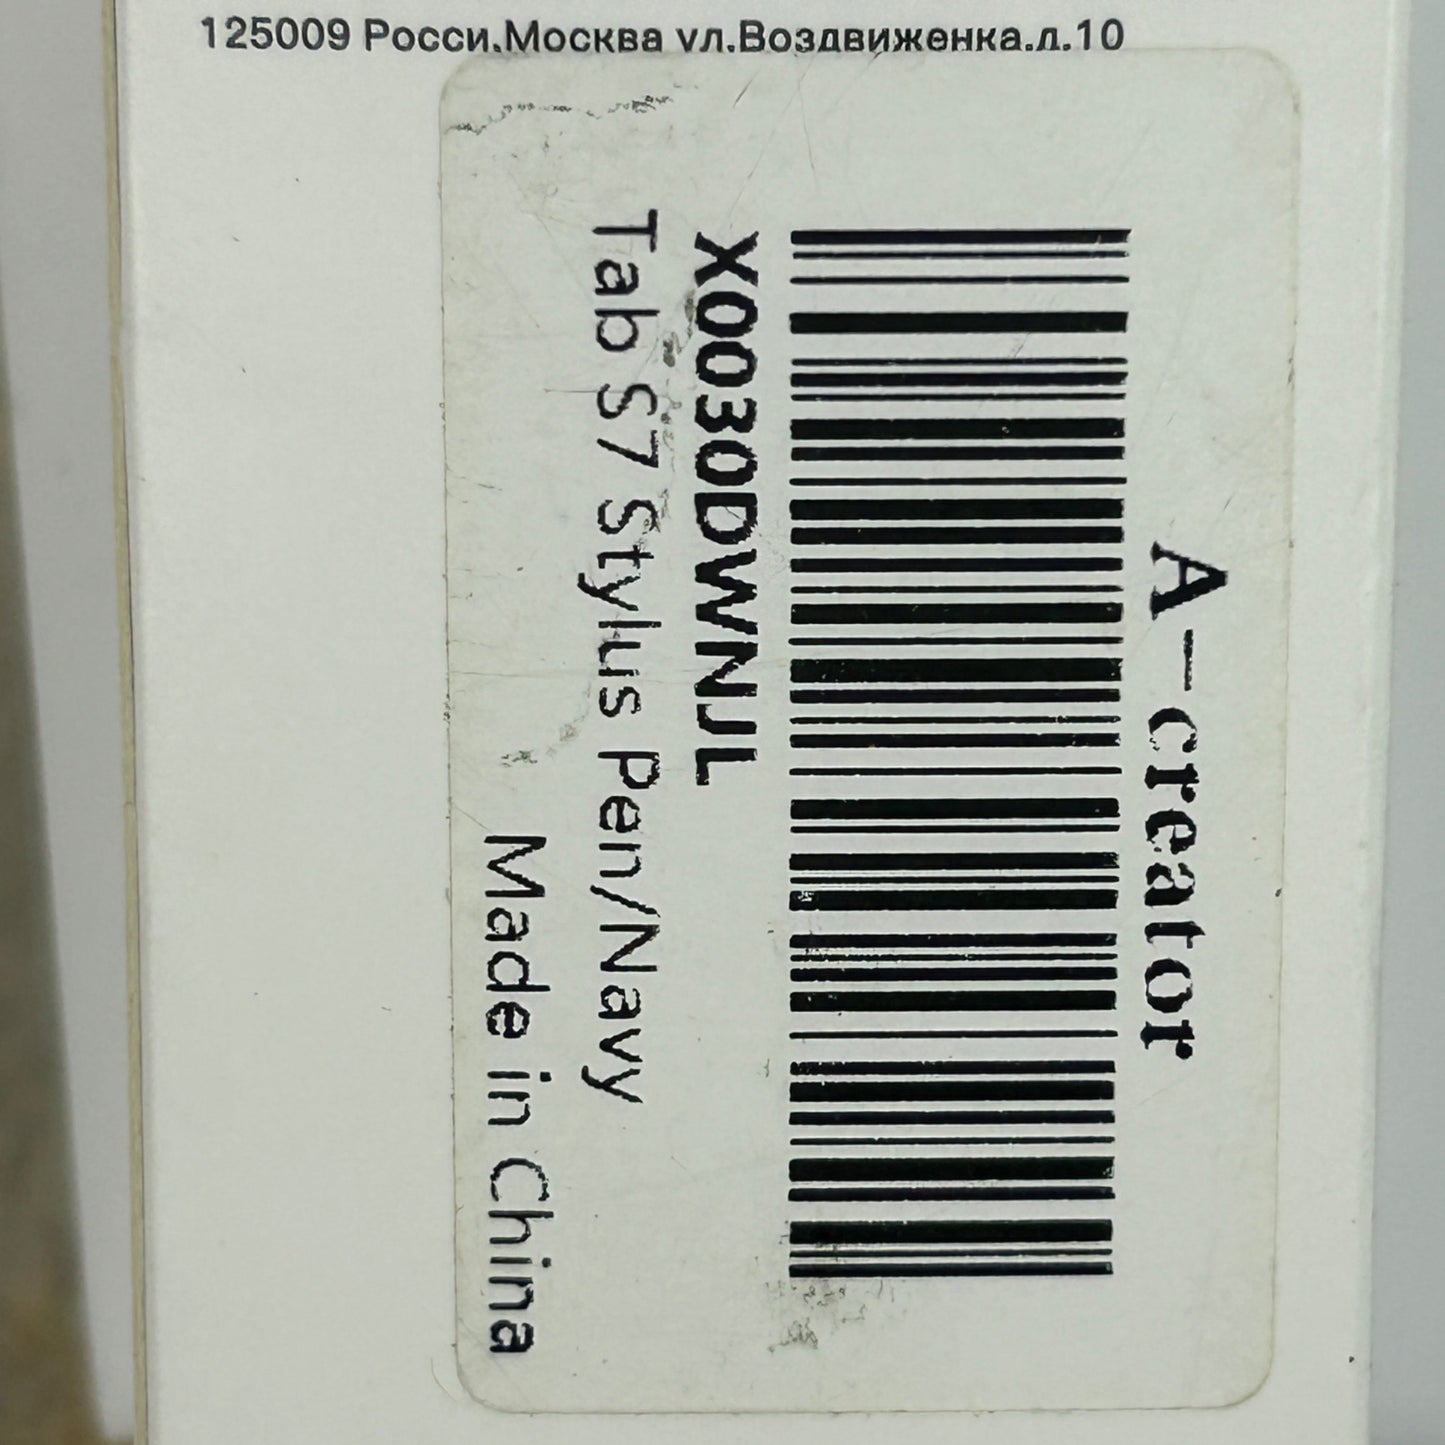 125009 Росси.Москва ул.Воздвиженка.д.10
A-creator
X0030DWNJL
Tab S7 Stylus Pen/Navy
Made in China